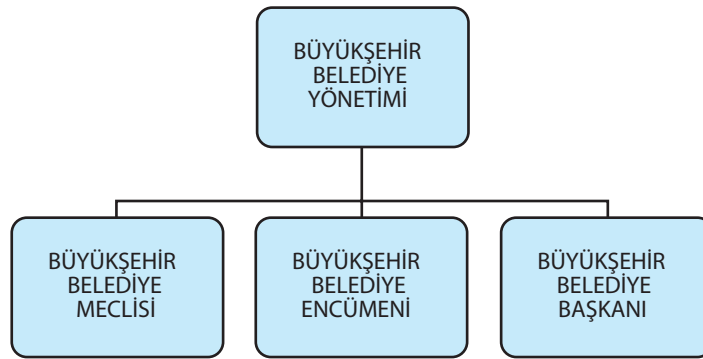 BÜYÜKŞEHİR
BELEDİYE
YÖNETİMİ
BÜYÜKŞEHİR
BELEDİYE
MECLİSİ
BÜYÜKŞEHİR
BELEDİYE
ENCÜMENİ
BÜYÜKŞEHİR
BELEDİYE
BAŞKANI